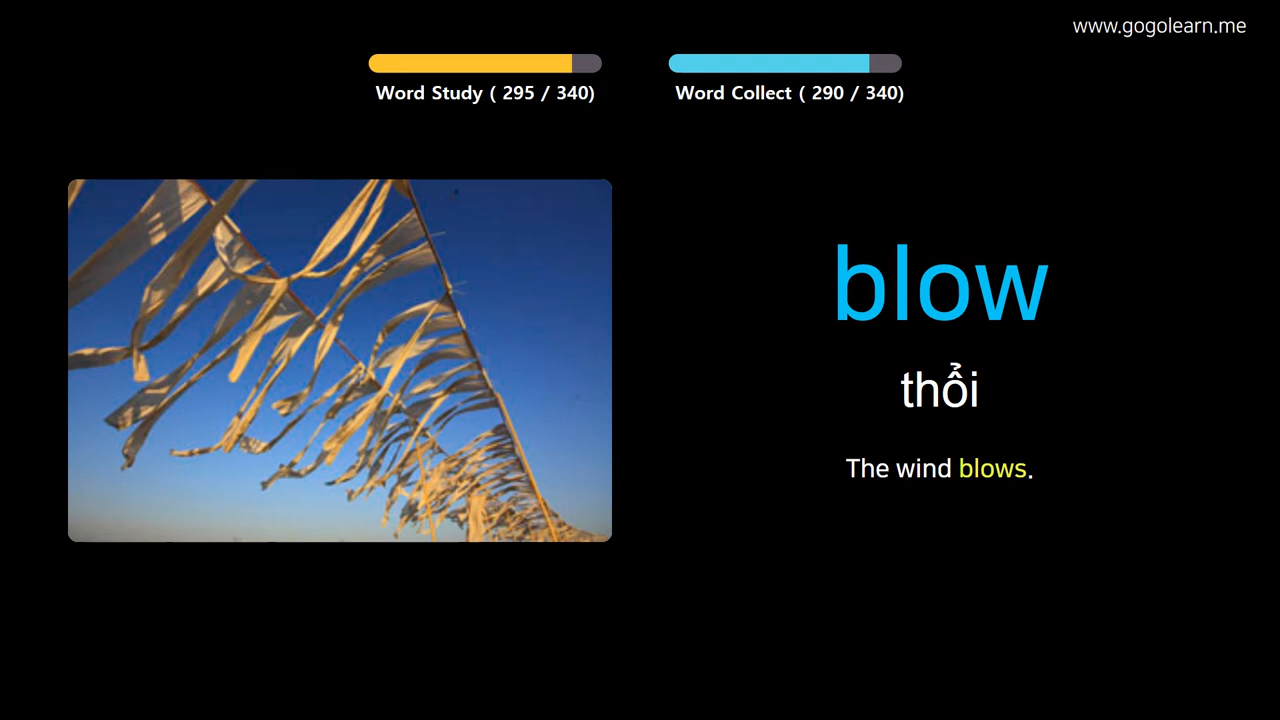 www.gogolearn.me
Word Study ( 295 / 340)
Word Collect ( 290 / 340)
blow
thổi
The wind blows.